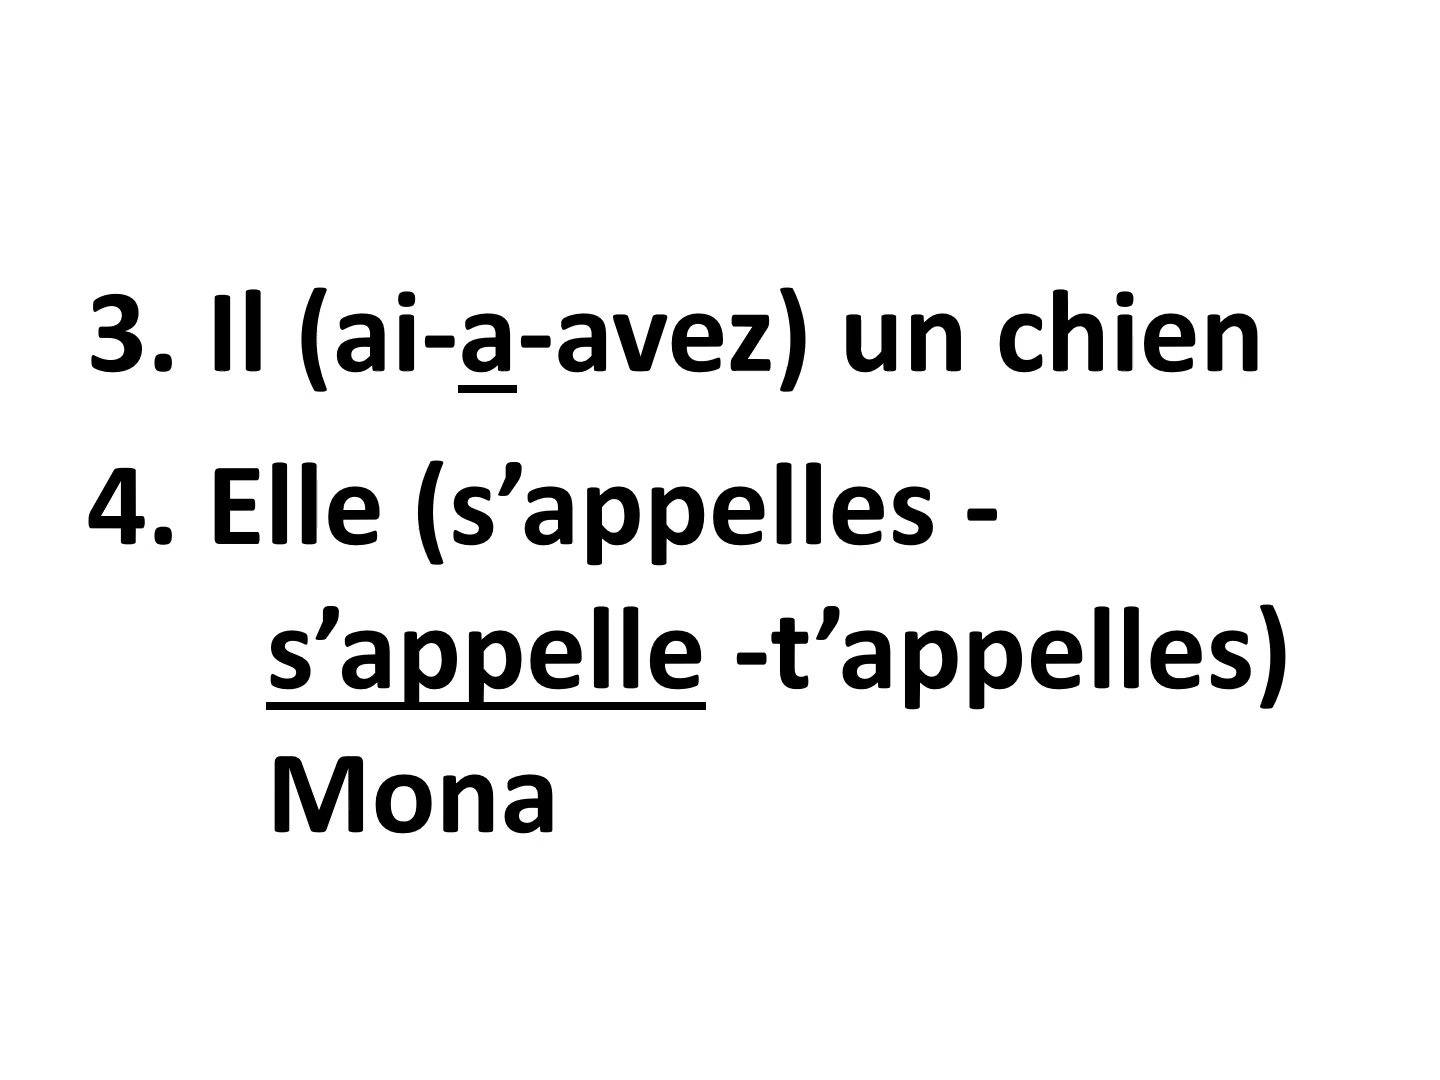 3. Il (ai-a-avez) un chien
4. Elle (s’appelles -
s’appelle -t’appelles)
Mona